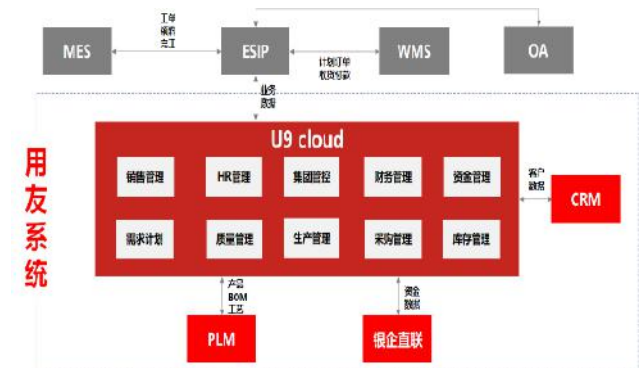 工单
领料
完工
MES
ESIP
WMS
OA
计划订单
收货付款
业务
数据
用友系统
U9 cloud
销售管理
HR管理
集团管控
财务管理
资金管理
需求计划
质量管理
生产管理
采购管理
库存管理
客户
数据
CRM
产品
BOM
工艺
资金
数据
PLM
银企直联